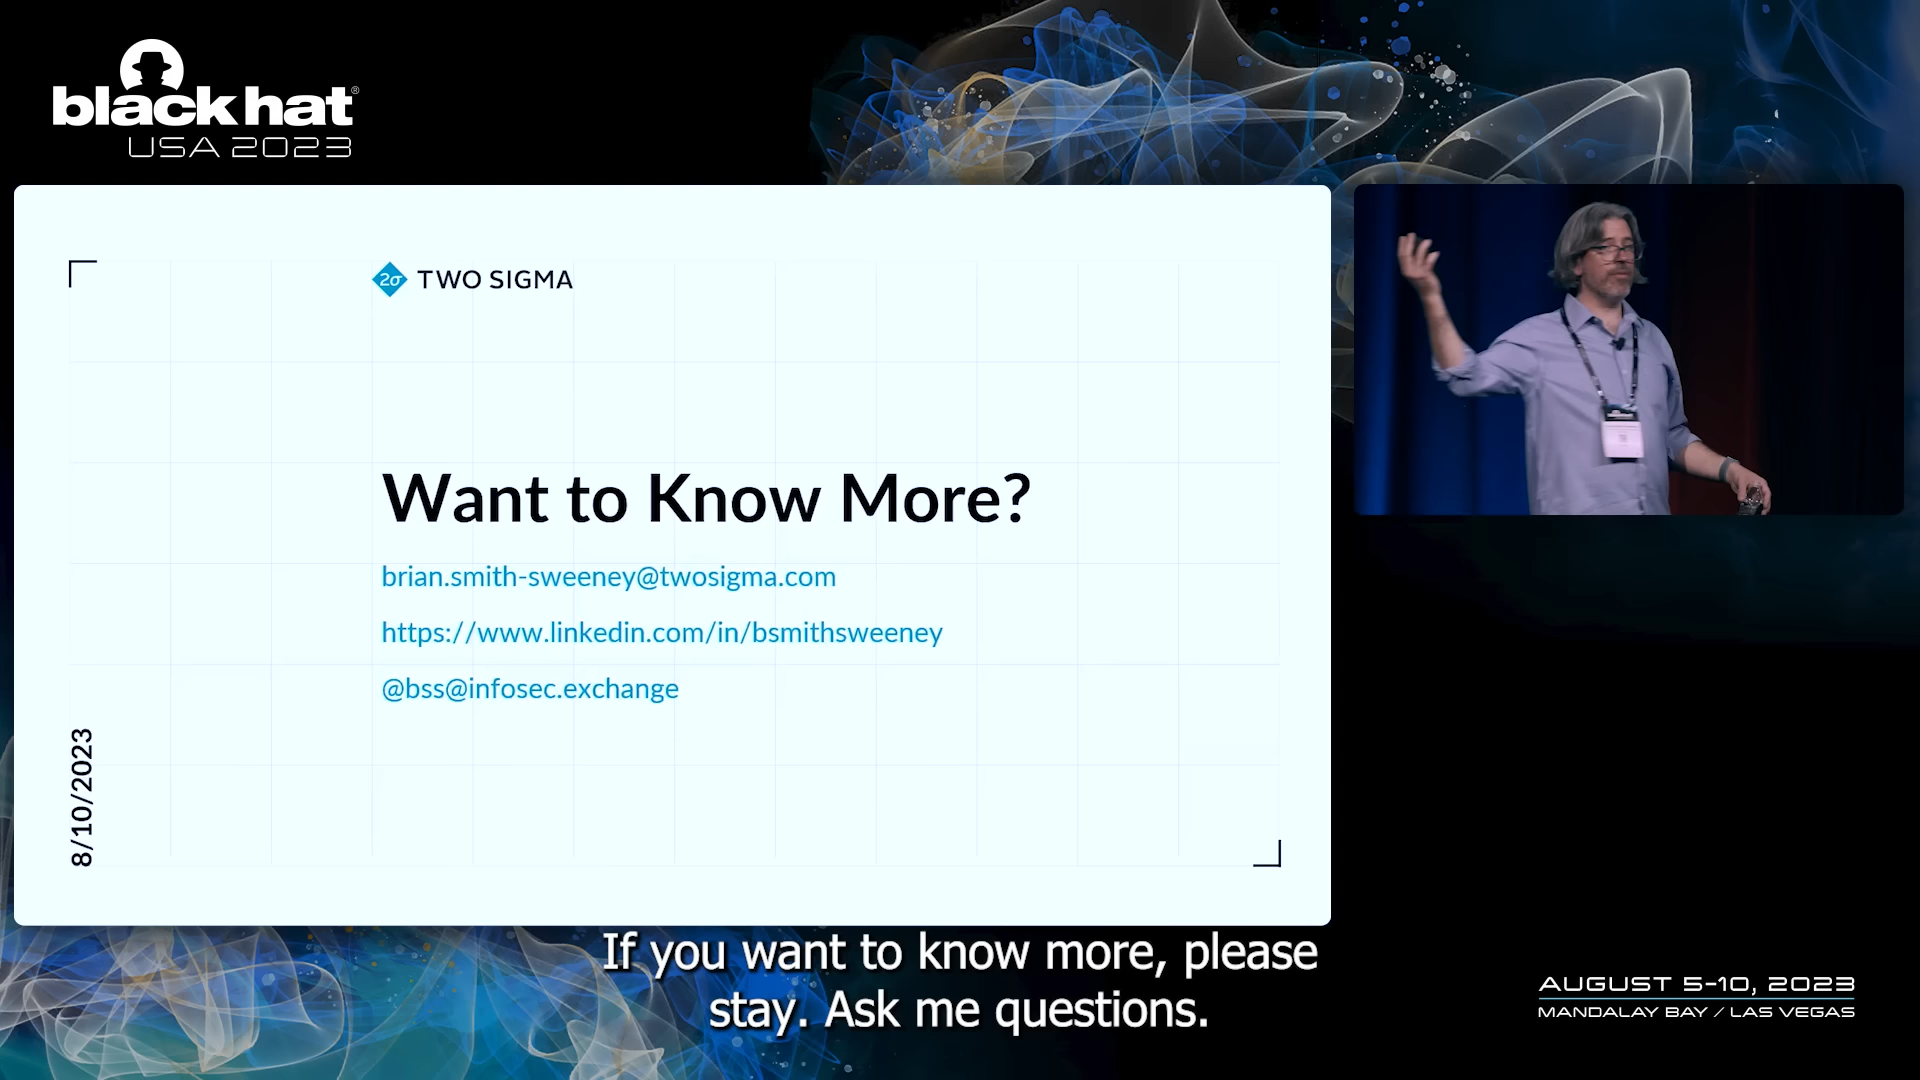 blackhat®
USA 2023
2σ TWO SIGMA
Want to Know More?
brian.smith-sweeney@twosigma.com
https://www.linkedin.com/in/bsmithsweeney
@bss@infosec.exchange
8/10/2023
If you want to know more, please
stay. Ask me questions.
AUGUST 5-10, 2023
MANDALAY BAY / LAS VEGAS